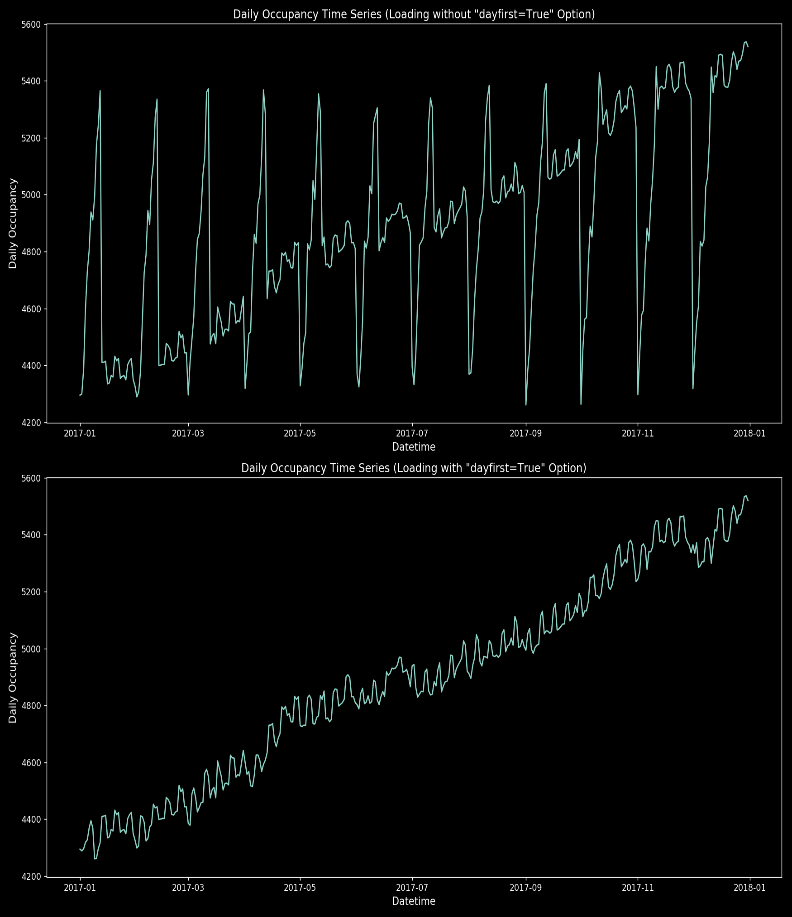 Daily Occupancy Time Series (Loading without "dayfirst=True" Option)
5600
5400
5200
5000
4800
4600
4400
4200
Daily Occupancy
2017-01 2017-03 2017-05 2017-07 2017-09 2017-11 2018-01
Datetime
Daily Occupancy Time Series (Loading with "dayfirst=True" Option)
5600
5400
5200
5000
4800
4600
4400
4200
Daily Occupancy
2017-01 2017-03 2017-05 2017-07 2017-09 2017-11 2018-01
Datetime